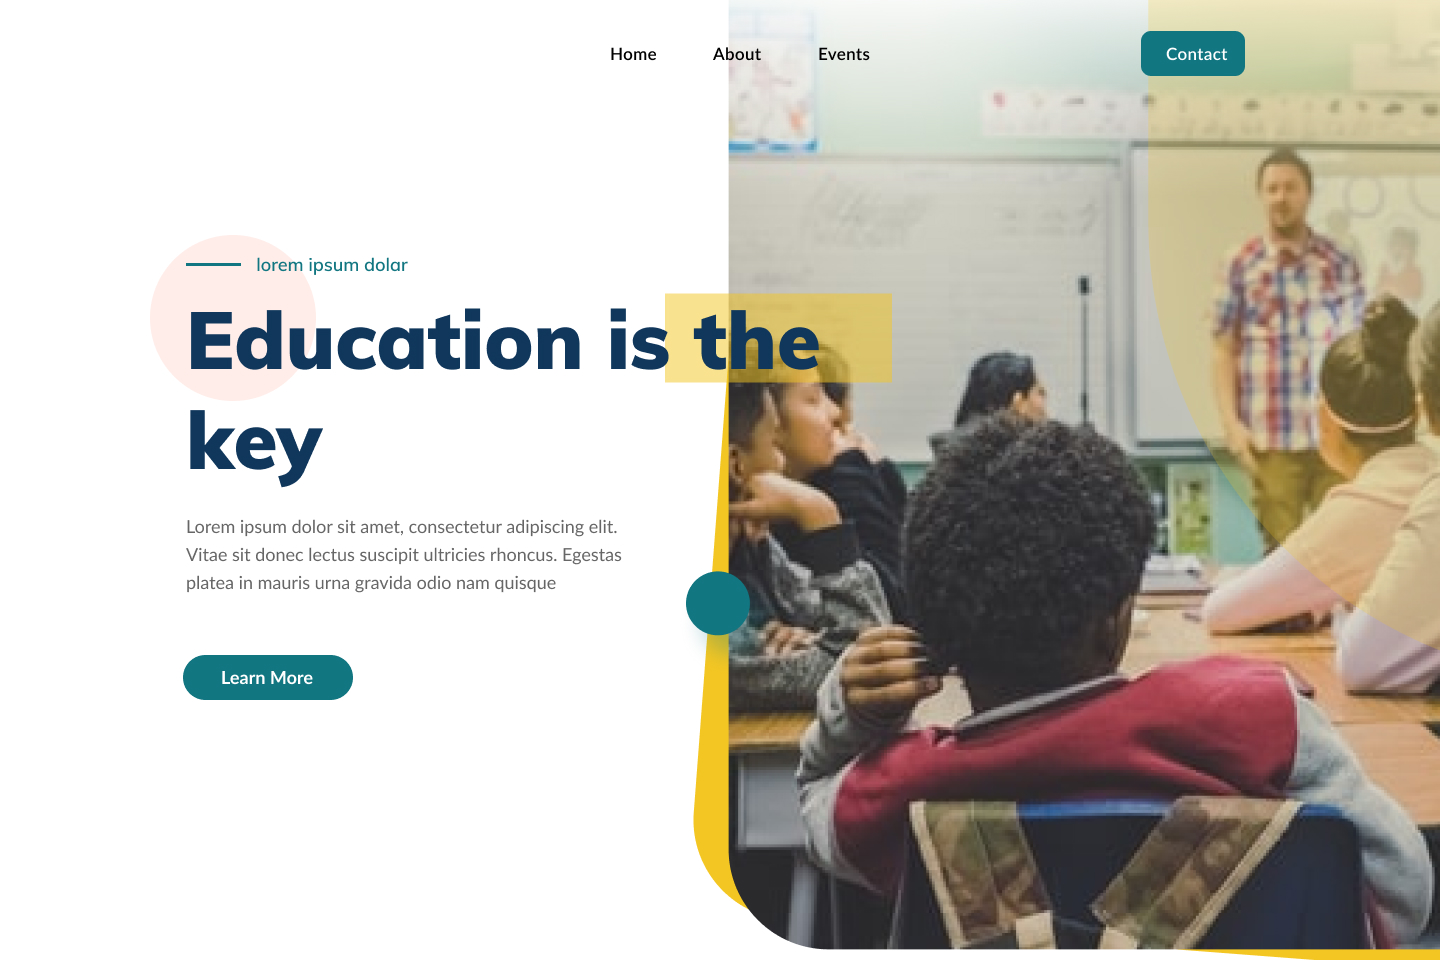 Home About Events Contact
lorem ipsum dolar
Education is the
key
Lorem ipsum dolor sit amet, consectetur adipiscing elit.
Vitae sit donec lectus suscipit ultricies rhoncus. Egestas
platea in mauris urna gravida odio nam quisque
Learn More